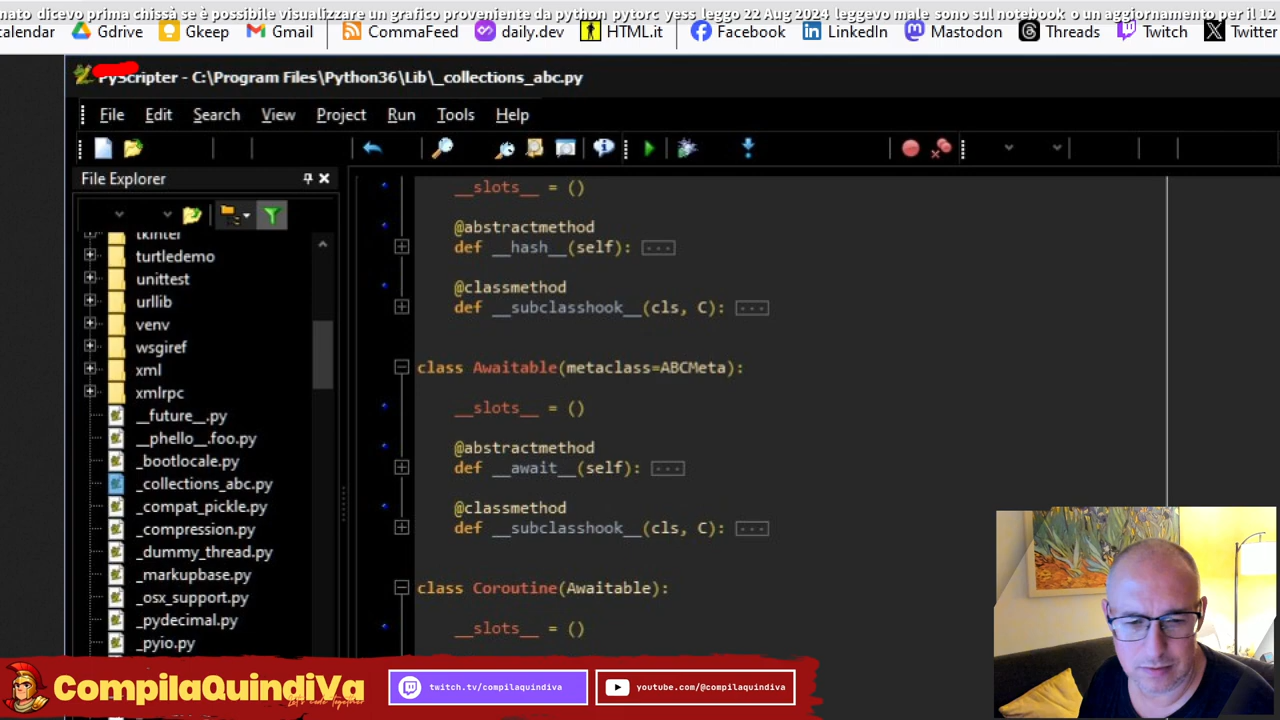 nato dicevo prima chissà se è possibile visualizzare un grafico proveniente da python pytorc yess leggo 22 Aug 2024 leggevo male sono sul notebook o un aggiornamento per il 12
calendar Gdrive Gkeep Gmail CommaFeed daily.dev HTML.it Facebook LinkedIn Mastodon Threads Twitch Twitter
PyScripter - C:\Program Files\Python36\Lib\_collections_abc.py
File Edit Search View Project Run Tools Help
File Explorer
tkinter
turtledemo
unittest
urllib
venv
wsgiref
xml
xmlrpc
__future__.py
__phello__.foo.py
_bootlocale.py
_collections_abc.py
_compat_pickle.py
_compression.py
_dummy_thread.py
_markupbase.py
_osx_support.py
_pydecimal.py
_pyio.py
__slots__ = ()
@abstractmethod
def __hash__(self): ...
@classmethod
def __subclasshook__(cls, C): ...
class Awaitable(metaclass=ABCMeta):
__slots__ = ()
@abstractmethod
def __await__(self): ...
@classmethod
def __subclasshook__(cls, C): ...
class Coroutine(Awaitable):
__slots__ = ()
CompilaQuindiVa
Let's code Together
twitch.tv/compilaquindiva
youtube.com/@compilaquindiva